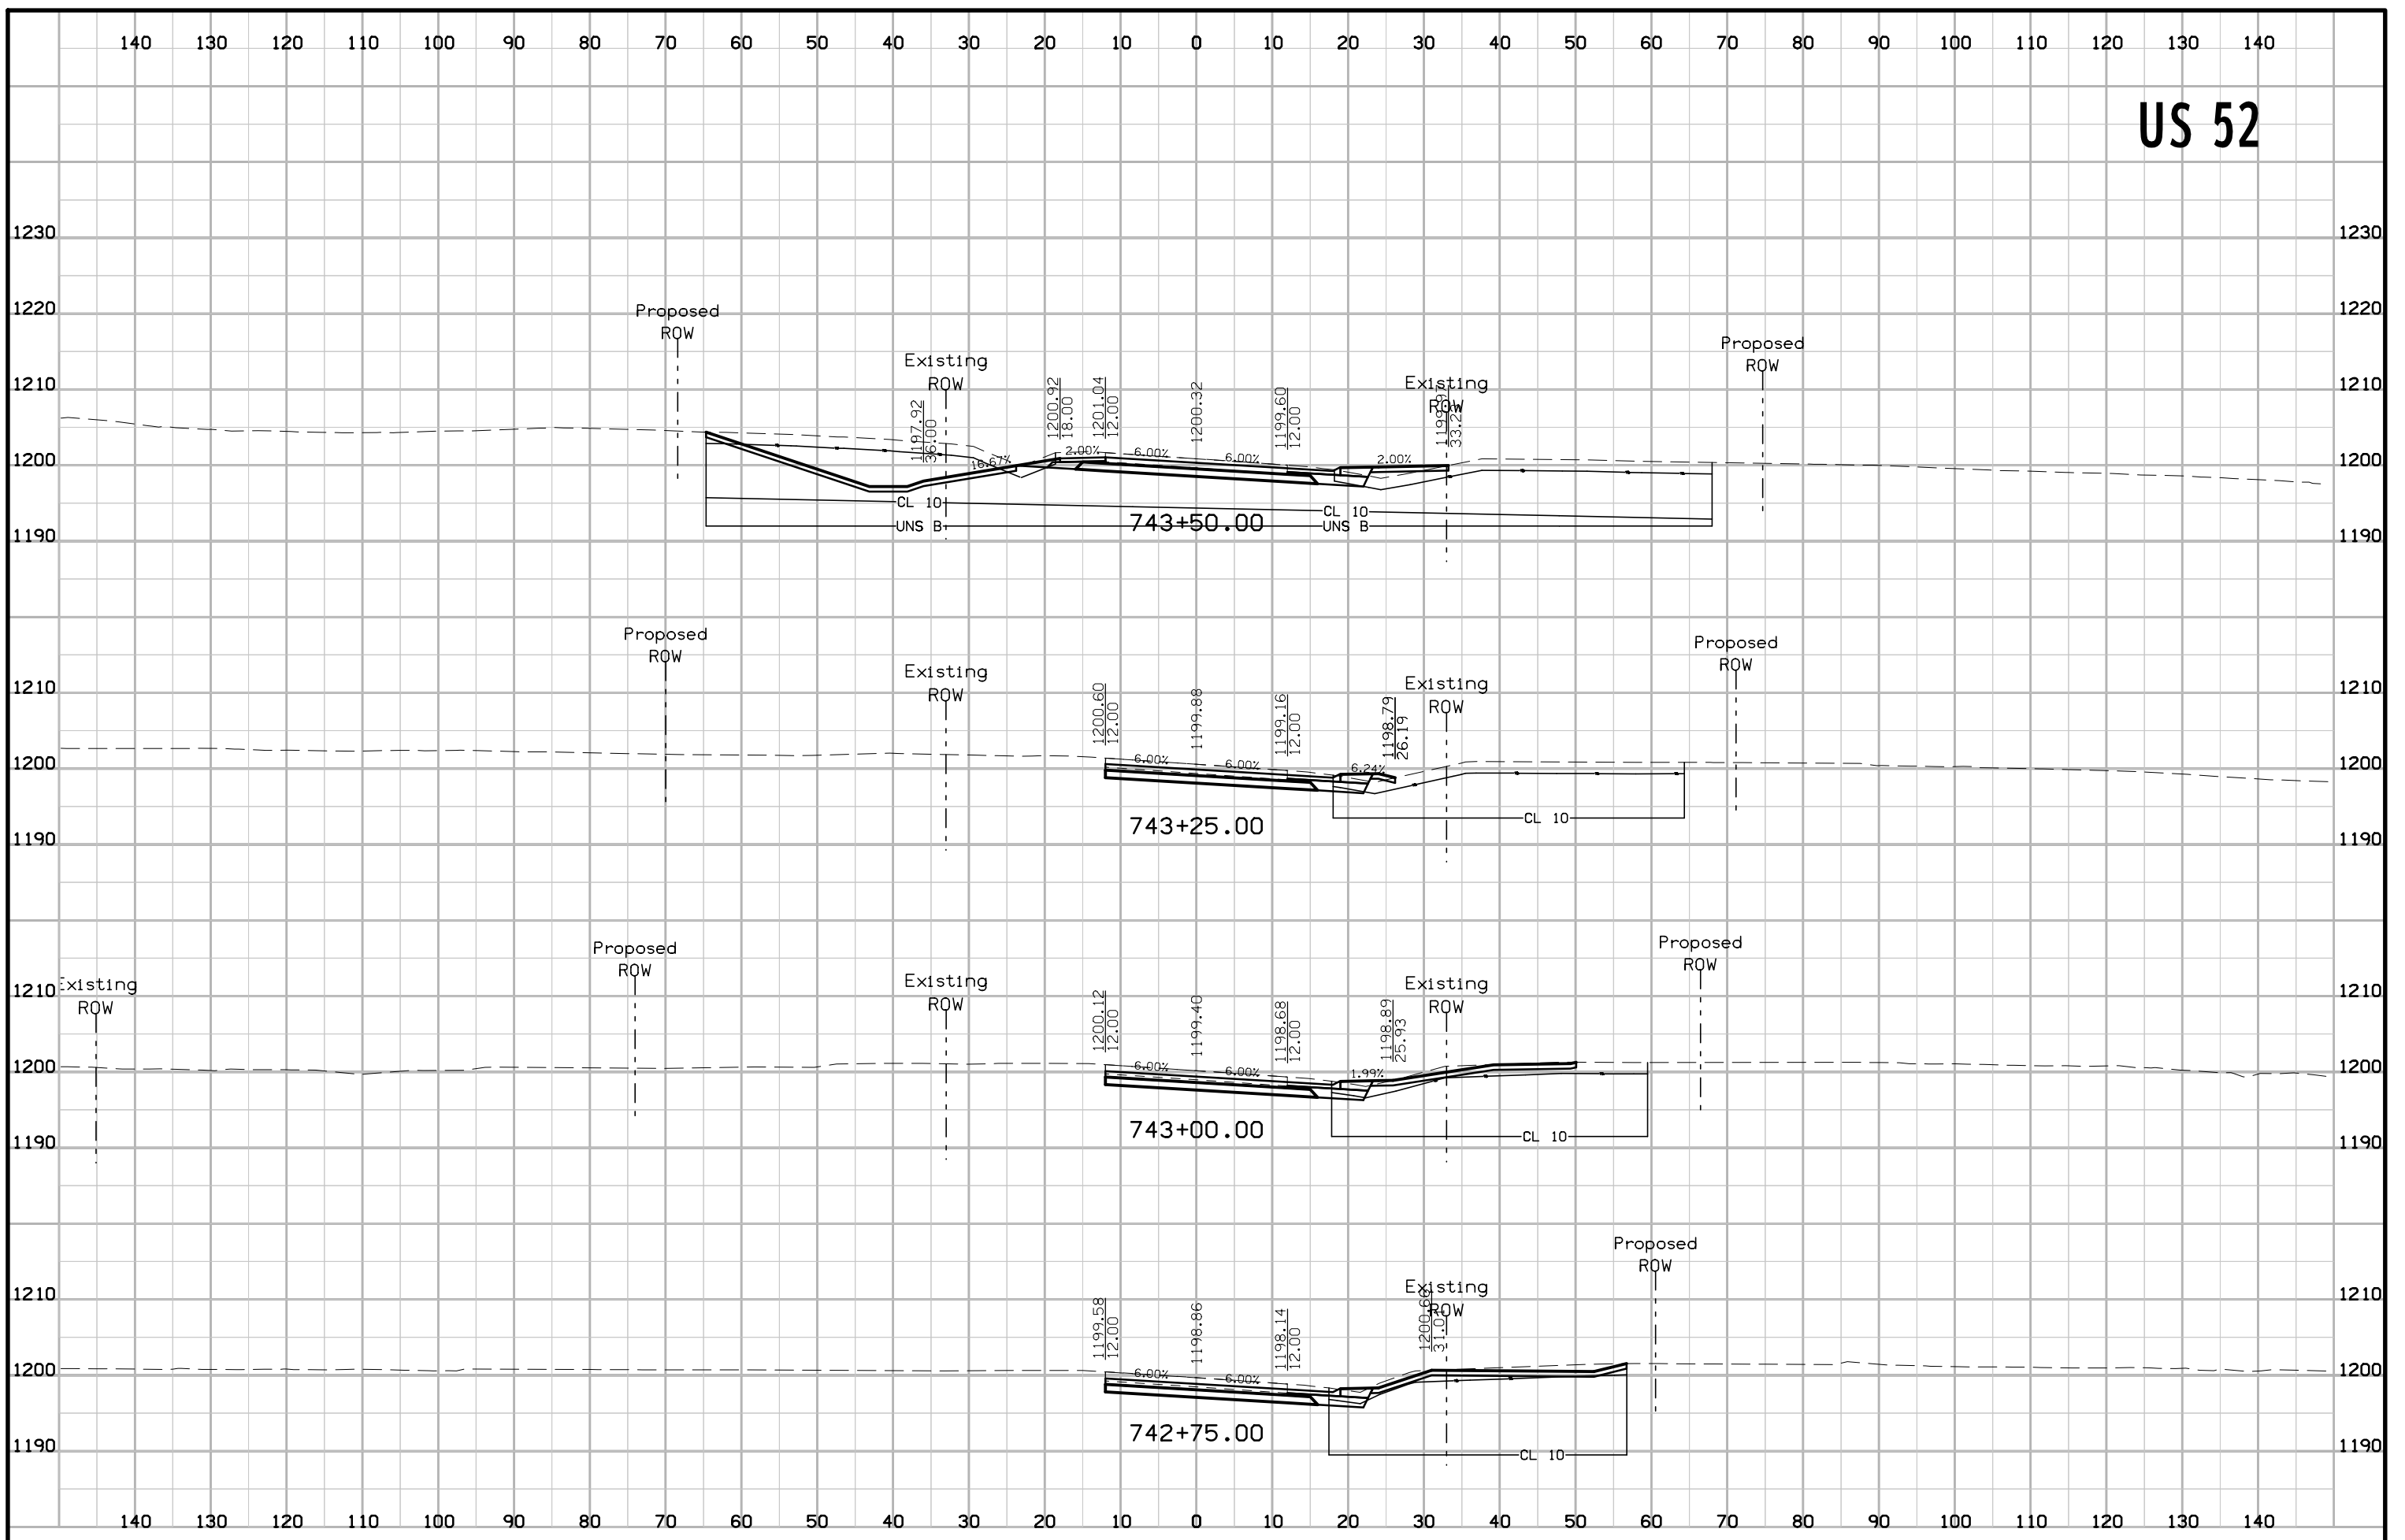 140 130 120 110 100 90 80 70 60 50 40 30 20 10 0 10 20 30 40 50 60 70 80 90 100 110 120 130 140
US 52
1230 1230
1220 1220
Proposed
ROW
Existing
ROW
Existing
ROW
Proposed
ROW
1210 1210
1197.92
36.00
1200.92
18.00
1201.04
12.00
1200.32
1199.60
12.00
16.67% 2.00% 6.00% 6.00% 2.00%
1200 1200
CL 10 CL 10
UNS B UNS B
743+50.00
1190 1190
Proposed
ROW
Existing
ROW
Existing
ROW
Proposed
ROW
1210 1210
1200.60
12.00
1199.88
1199.16
12.00
1198.79
26.19
6.00% 6.00% 6.24%
1200 1200
CL 10
743+25.00
1190 1190
Existing
ROW
Proposed
ROW
Existing
ROW
Existing
ROW
Proposed
ROW
1210 1210
1200.12
12.00
1199.40
1198.68
12.00
1198.89
25.93
6.00% 6.00% 1.99%
1200 1200
743+00.00
CL 10
1190 1190
Existing
ROW
Proposed
ROW
1210 1210
1199.58
12.00
1198.86
1198.14
12.00
6.00% 6.00%
1200 1200
742+75.00
CL 10
1190 1190
140 130 120 110 100 90 80 70 60 50 40 30 20 10 0 10 20 30 40 50 60 70 80 90 100 110 120 130 140